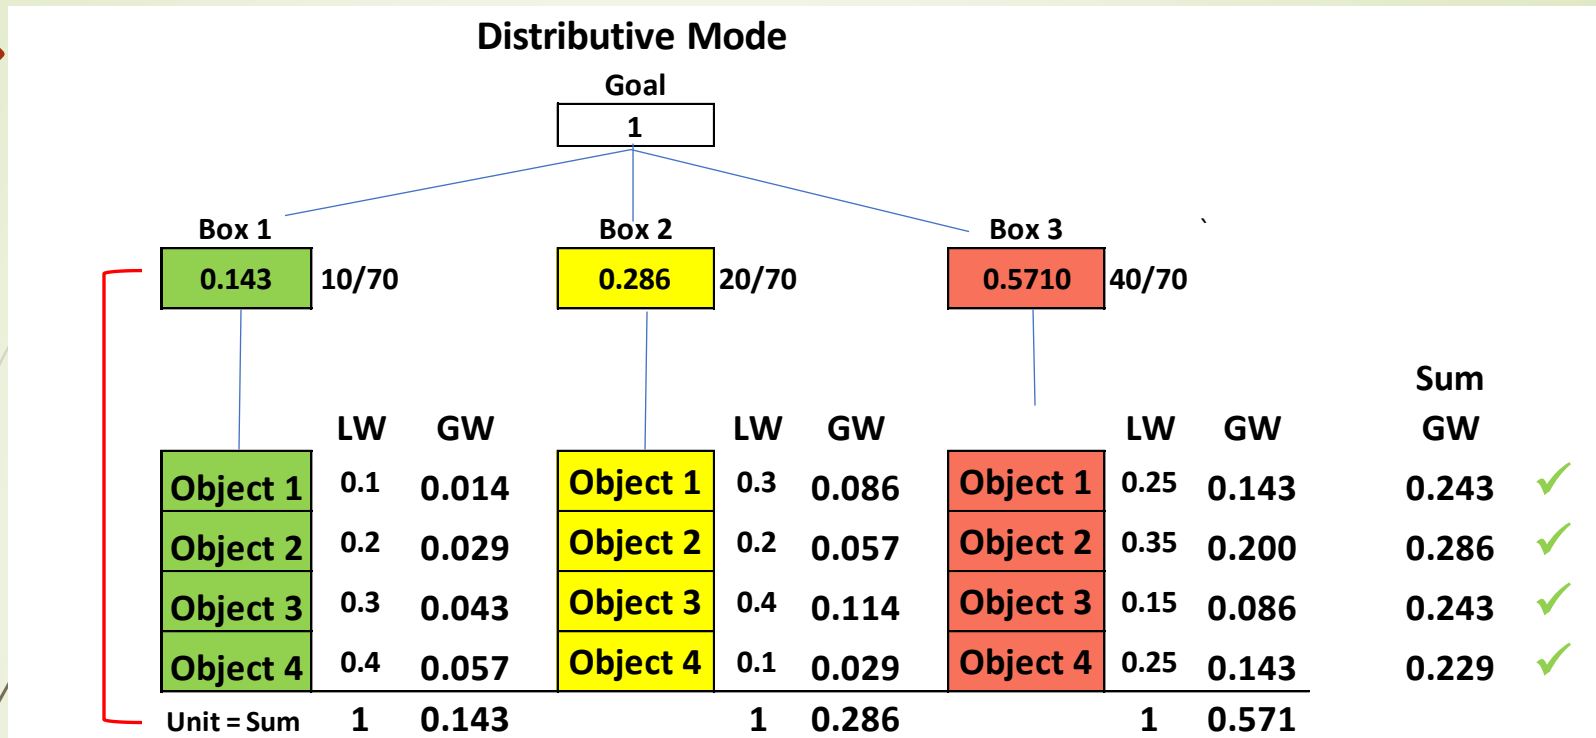 Distributive Mode
Goal
1
Box 1 Box 2 Box 3 `
0.143 10/70 0.286 20/70 0.5710 40/70
Sum
LW GW LW GW LW GW GW
Object 1 0.1 0.014 Object 1 0.3 0.086 Object 1 0.25 0.143 0.243 ✓
Object 2 0.2 0.029 Object 2 0.2 0.057 Object 2 0.35 0.200 0.286 ✓
Object 3 0.3 0.043 Object 3 0.4 0.114 Object 3 0.15 0.086 0.243 ✓
Object 4 0.4 0.057 Object 4 0.1 0.029 Object 4 0.25 0.143 0.229 ✓
Unit = Sum 1 0.143 1 0.286 1 0.571